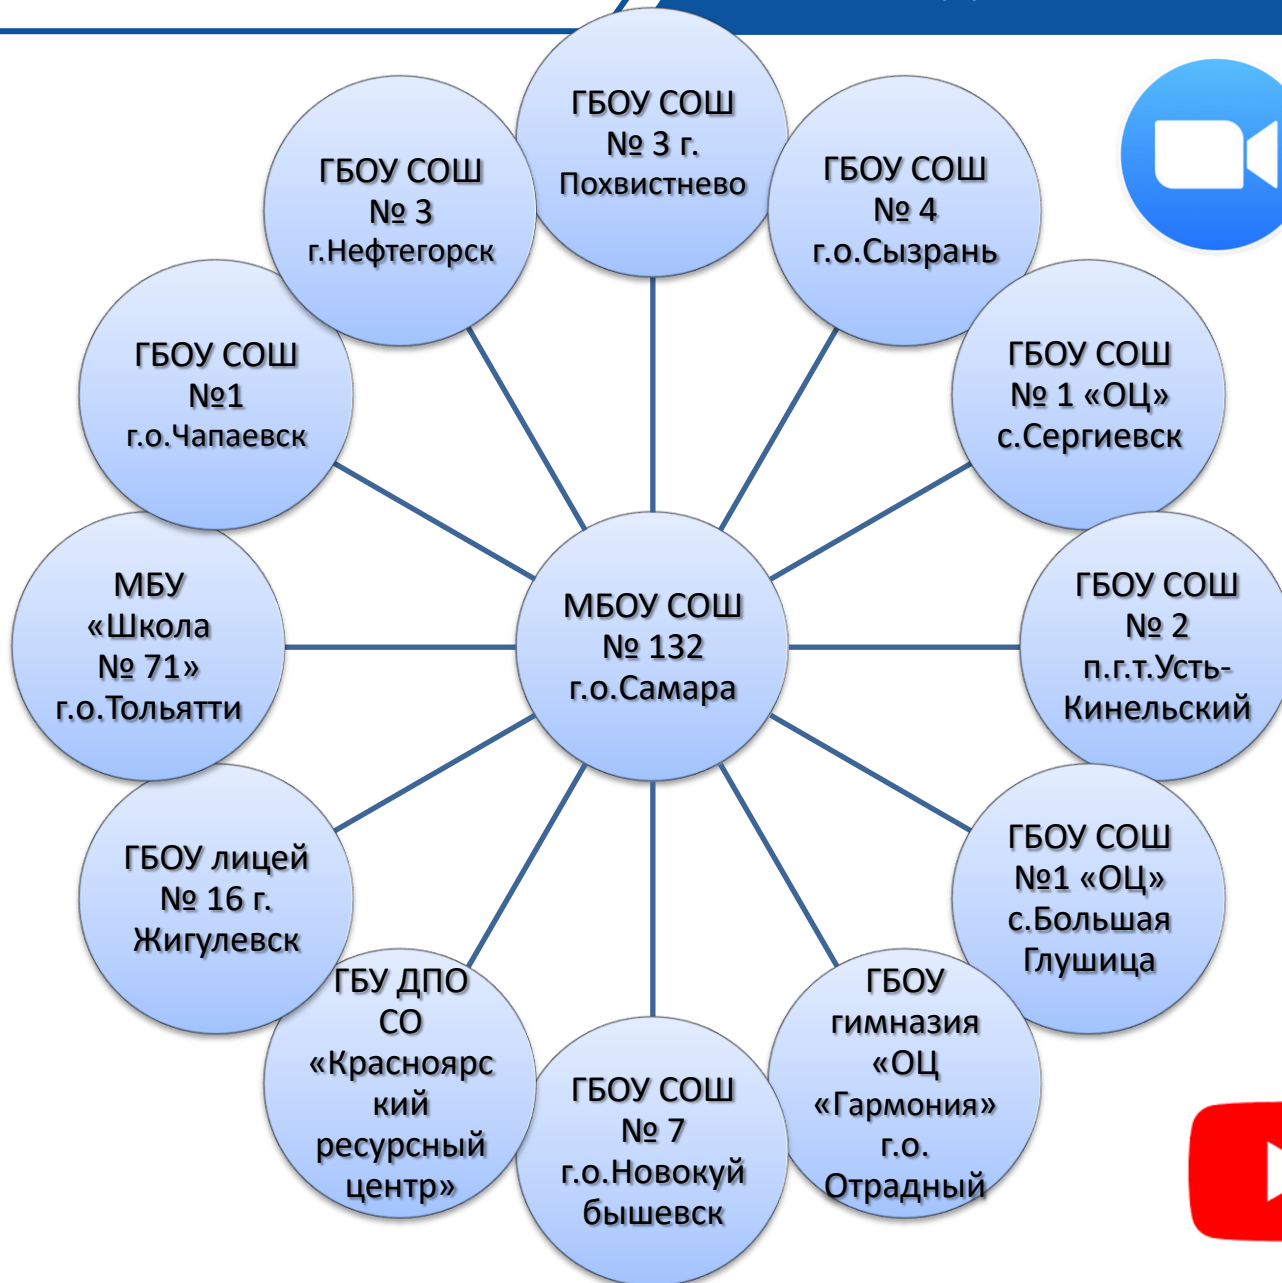 ГБОУ СОШ
№ 3 г.
Похвистнево
ГБОУ СОШ
№ 4
г.о.Сызрань
ГБОУ СОШ
№ 1 «ОЦ»
с.Сергиевск
ГБОУ СОШ
№ 2
п.г.т.Усть-
Кинельский
ГБОУ СОШ
№1 «ОЦ»
с.Большая
Глушица
ГБОУ
гимназия
«ОЦ
«Гармония»
г.о.
Отрадный
ГБОУ СОШ
№ 7
г.о.Новокуй
бышевск
ГБУ ДПО
СО
«Красноярс
кий
ресурсный
центр»
ГБОУ лицей
№ 16 г.
Жигулевск
МБУ
«Школа
№ 71»
г.о.Тольятти
ГБОУ СОШ
№1
г.о.Чапаевск
ГБОУ СОШ
№ 3
г.Нефтегорск
МБОУ СОШ
№ 132
г.о.Самара